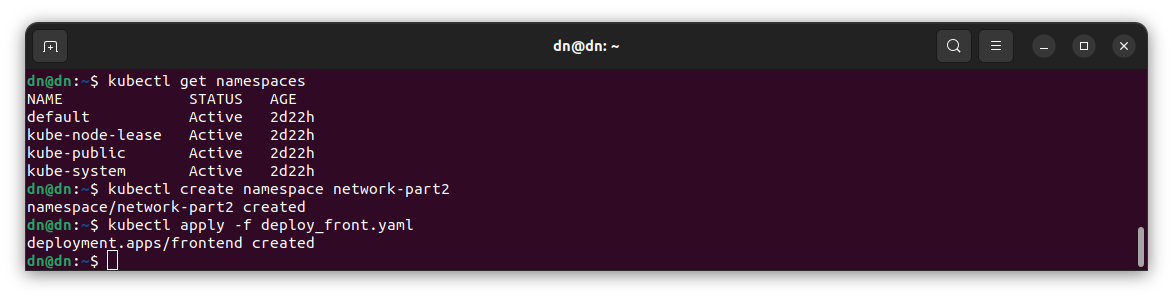 dn@dn: ~
dn@dn:~$ kubectl get namespaces
NAME              STATUS   AGE
default           Active   2d22h
kube-node-lease   Active   2d22h
kube-public       Active   2d22h
kube-system       Active   2d22h
dn@dn:~$ kubectl create namespace network-part2
namespace/network-part2 created
dn@dn:~$ kubectl apply -f deploy_front.yaml
deployment.apps/frontend created
dn@dn:~$